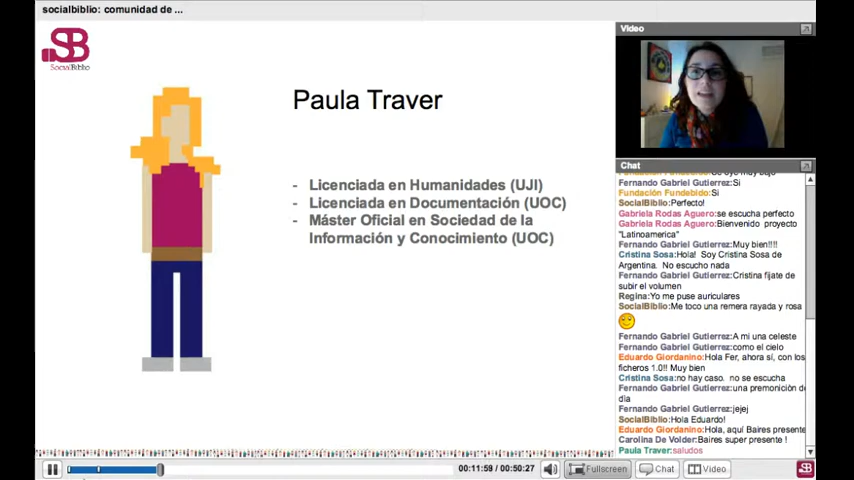 socialbiblio: comunidad de ...
SB
SocialBiblio
Paula Traver
- Licenciada en Humanidades (UJI)
- Licenciada en Documentación (UOC)
- Máster Oficial en Sociedad de la
Información y Conocimiento (UOC)
Video
Chat
Fernando Gabriel Gutierrez:Si
Fundación Fundebido:Si
SocialBiblio:Perfecto!
Gabriela Rodas Aguero:se escucha perfecto
Gabriela Rodas Aguero:Bienvenido proyecto
"Latinoamerica"
Fernando Gabriel Gutierrez:Muy bien!!!!
Cristina Sosa:Hola! Soy Cristina Sosa de
Argentina. No escucho nada
Fernando Gabriel Gutierrez:Cristina fijate de
subir el volumen
Regina:Yo me puse auriculares
SocialBiblio:Me toco una remera rayada y rosa
Fernando Gabriel Gutierrez:A mi una celeste
Fernando Gabriel Gutierrez:como el cielo
Eduardo Giordanino:Hola Fer, ahora sí, con los
ficheros 1.0!! Muy bien
Cristina Sosa:no hay caso. no se escucha
Fernando Gabriel Gutierrez:una premonición de
dia
Fernando Gabriel Gutierrez:jejej
SocialBiblio:Hola Eduardo!
Eduardo Giordanino:Hola, aquí Baires presente
Carolina De Volder:Baires super presente !
Paula Traver:saludos
00:11:59 / 00:50:27
Fullscreen
Chat
Video
SB